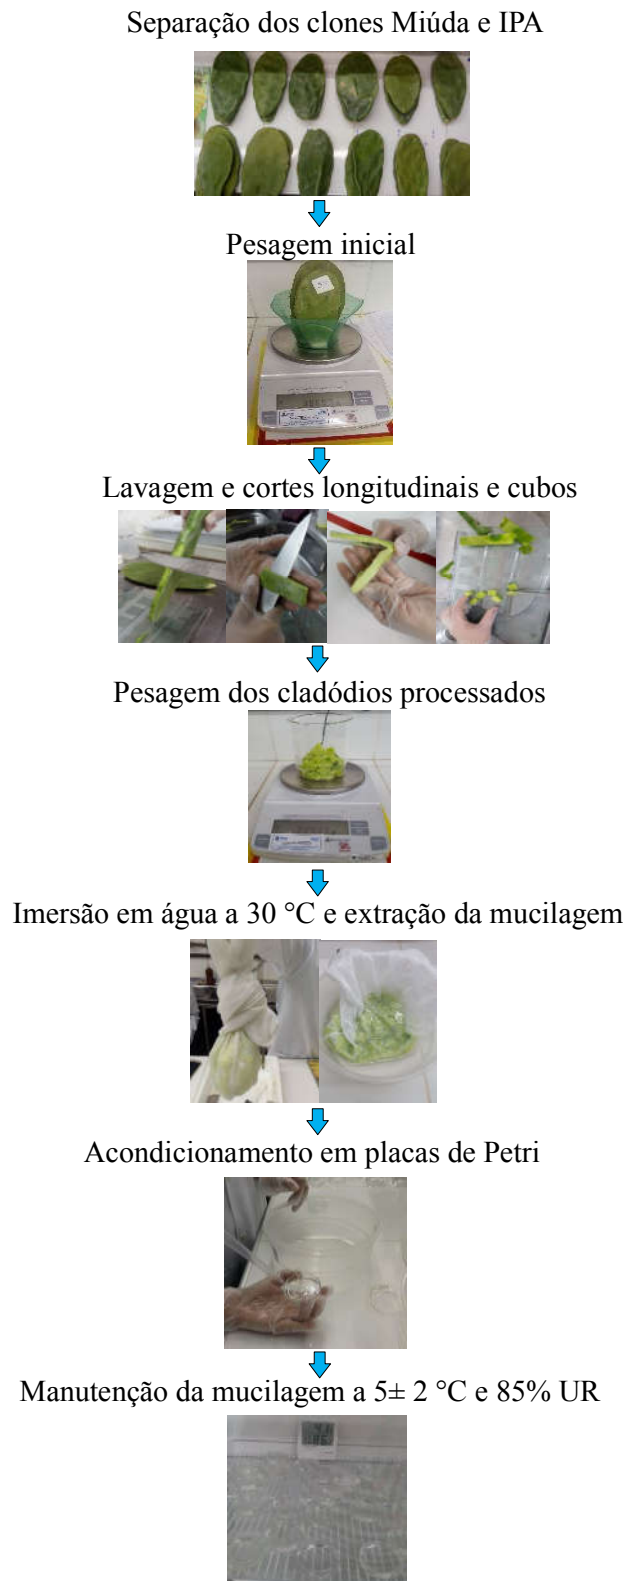 Separação dos clones Miúda e IPA
Pesagem inicial
Lavagem e cortes longitudinais e cubos
Pesagem dos cladódios processados
Imersão em água a 30 °C e extração da mucilagem
Acondicionamento em placas de Petri
Manutenção da mucilagem a 5± 2 °C e 85% UR